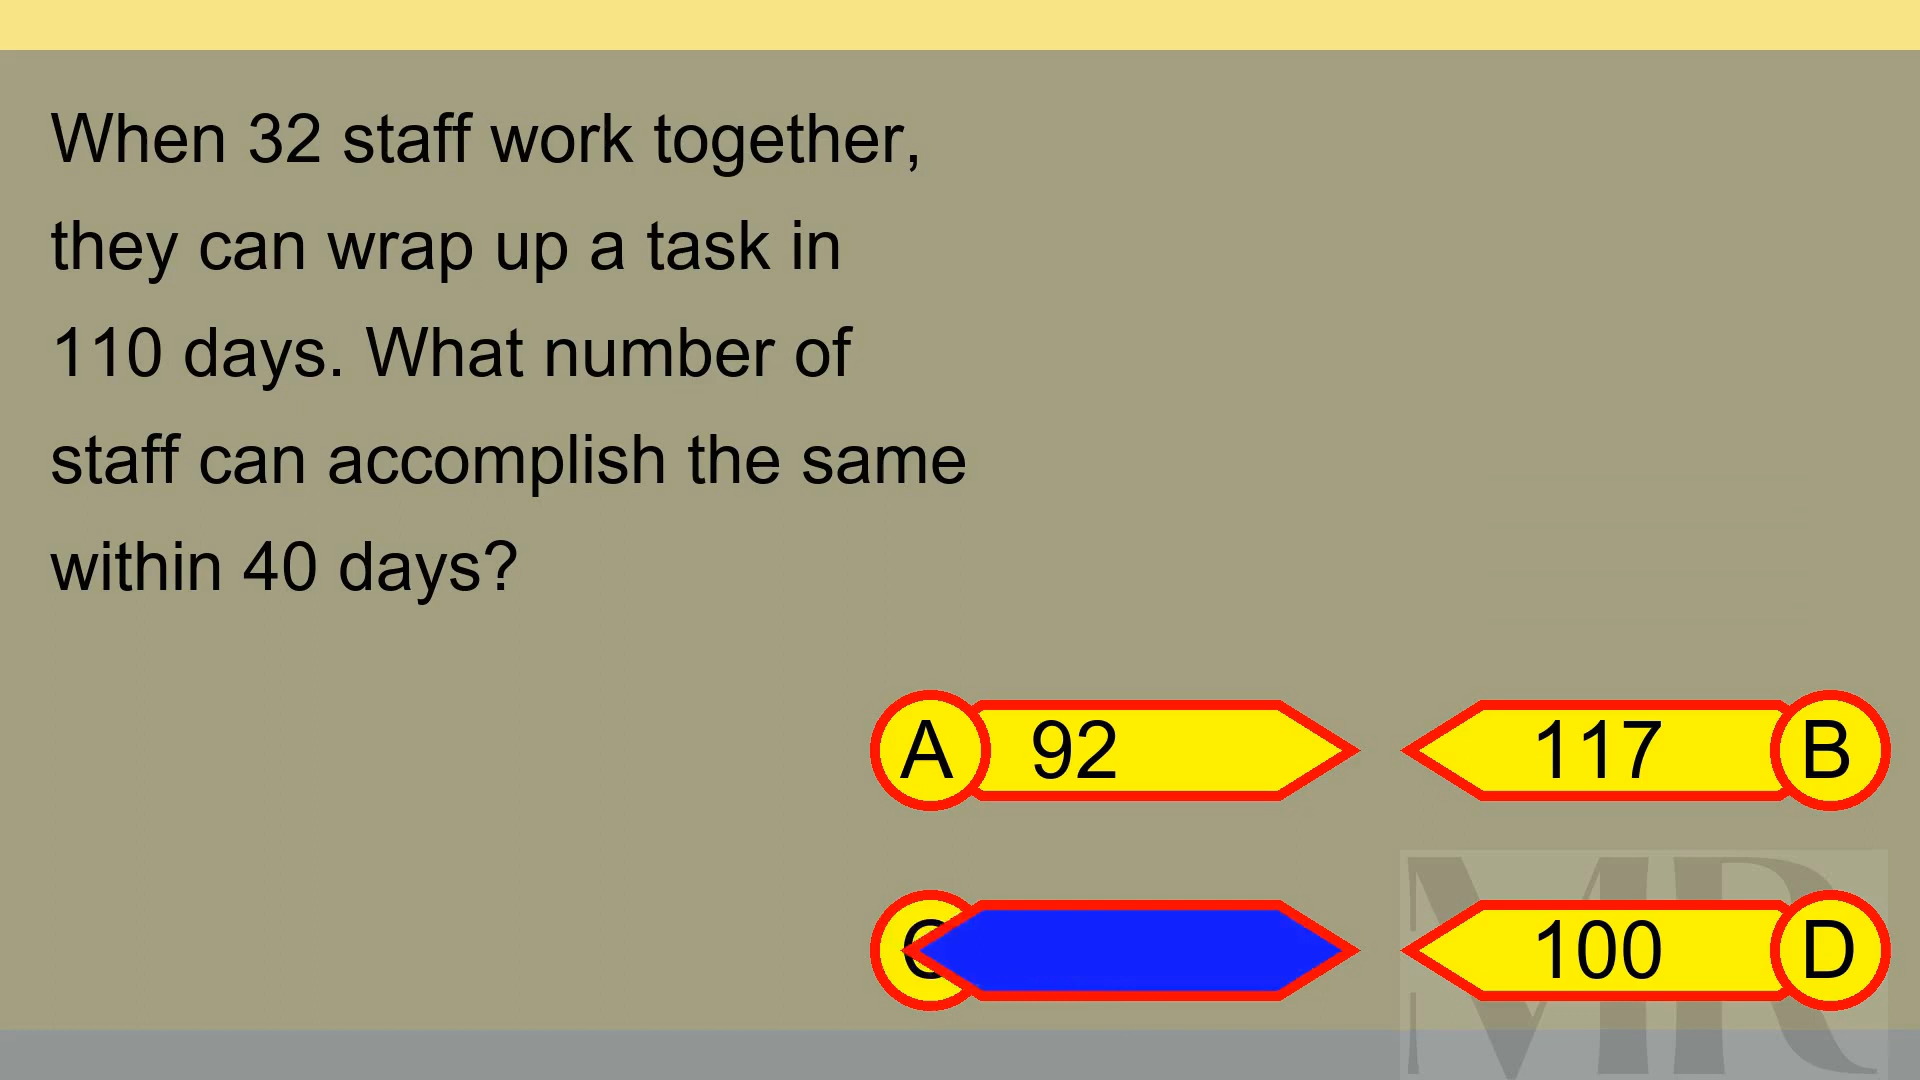 When 32 staff work together,
they can wrap up a task in
110 days. What number of
staff can accomplish the same
within 40 days?
A 92
117 B
C
100 D
MR